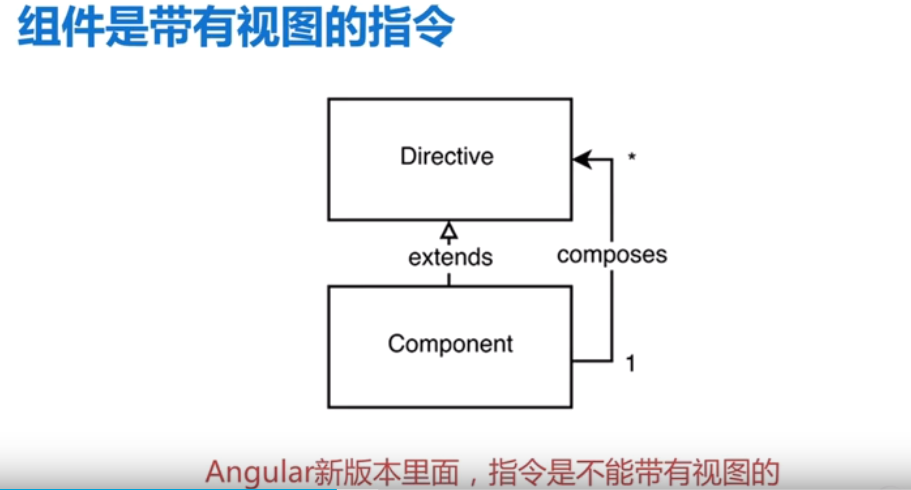 组件是带有视图的指令
Directive
*
extends
composes
Component
1
Angular新版本里面，指令是不能带有视图的